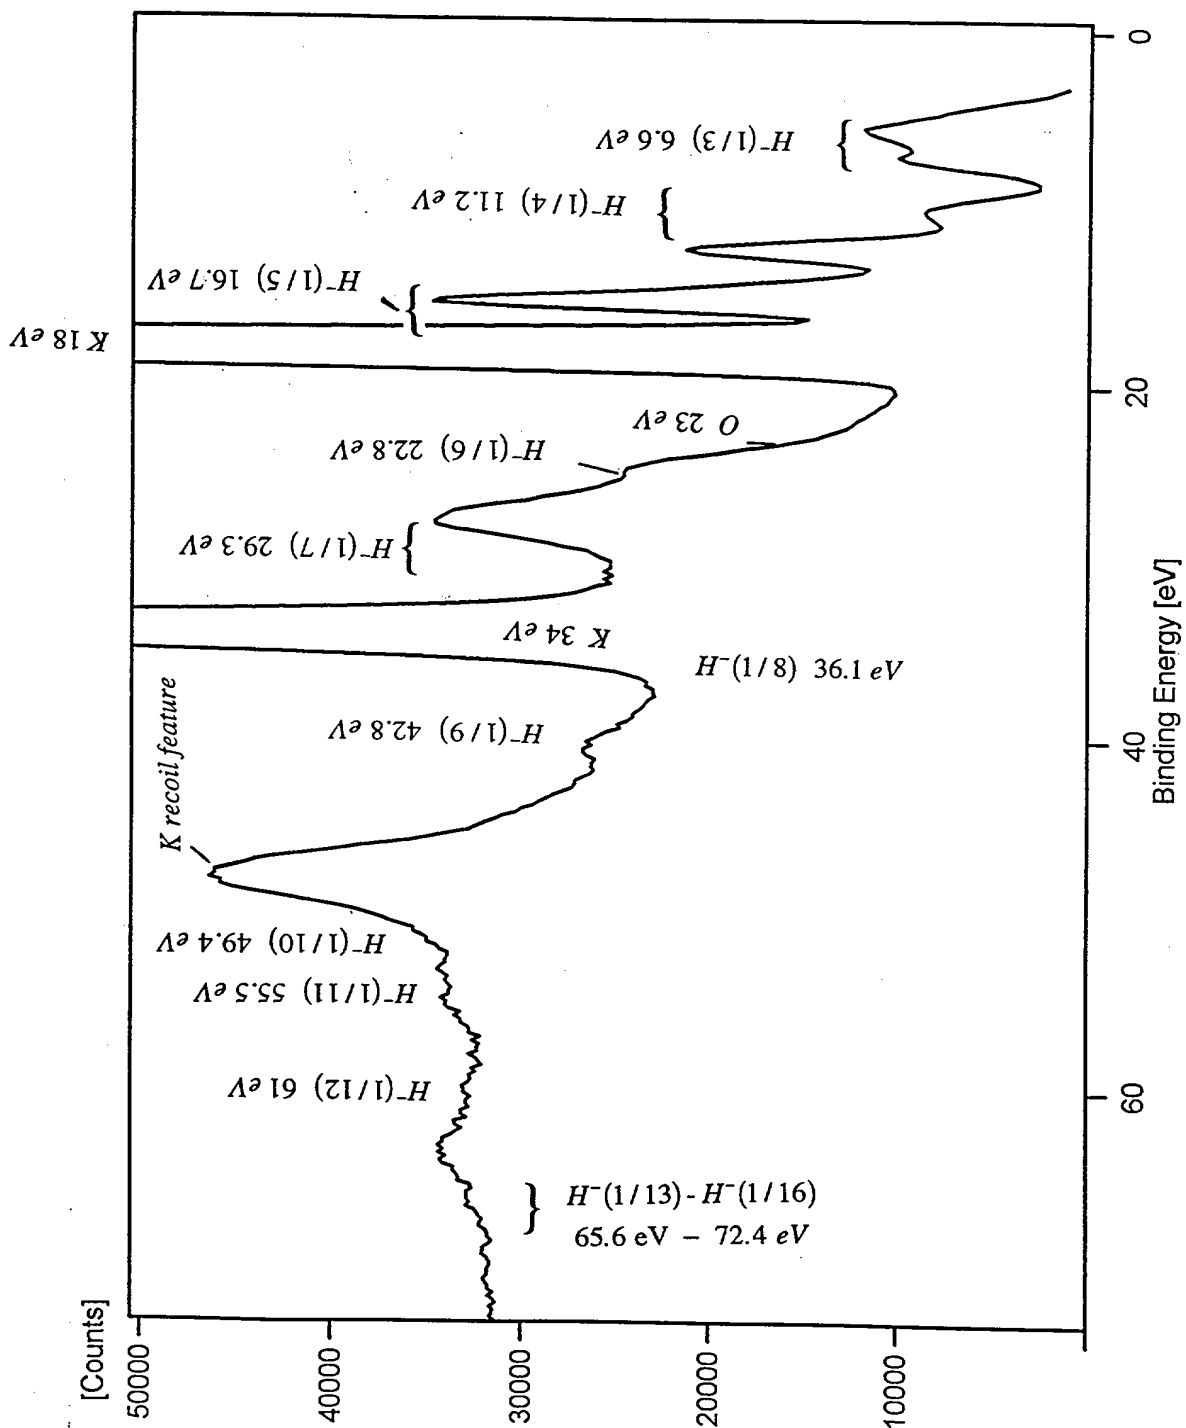 K 18 eV
H⁻(1/5) 16.7 eV
H⁻(1/4) 11.2 eV
H⁻(1/3) 6.6 eV
O 23 eV
H⁻(1/6) 22.8 eV
H⁻(1/7) 29.3 eV
K 34 eV
H⁻(1/8) 36.1 eV
H⁻(1/9) 42.8 eV
K recoil feature
H⁻(1/10) 49.4 eV
H⁻(1/11) 55.5 eV
H⁻(1/12) 61 eV
H⁻(1/13) - H⁻(1/16)
65.6 eV – 72.4 eV
[Counts]
50000
40000
30000
20000
10000
60
40
20
0
Binding Energy [eV]